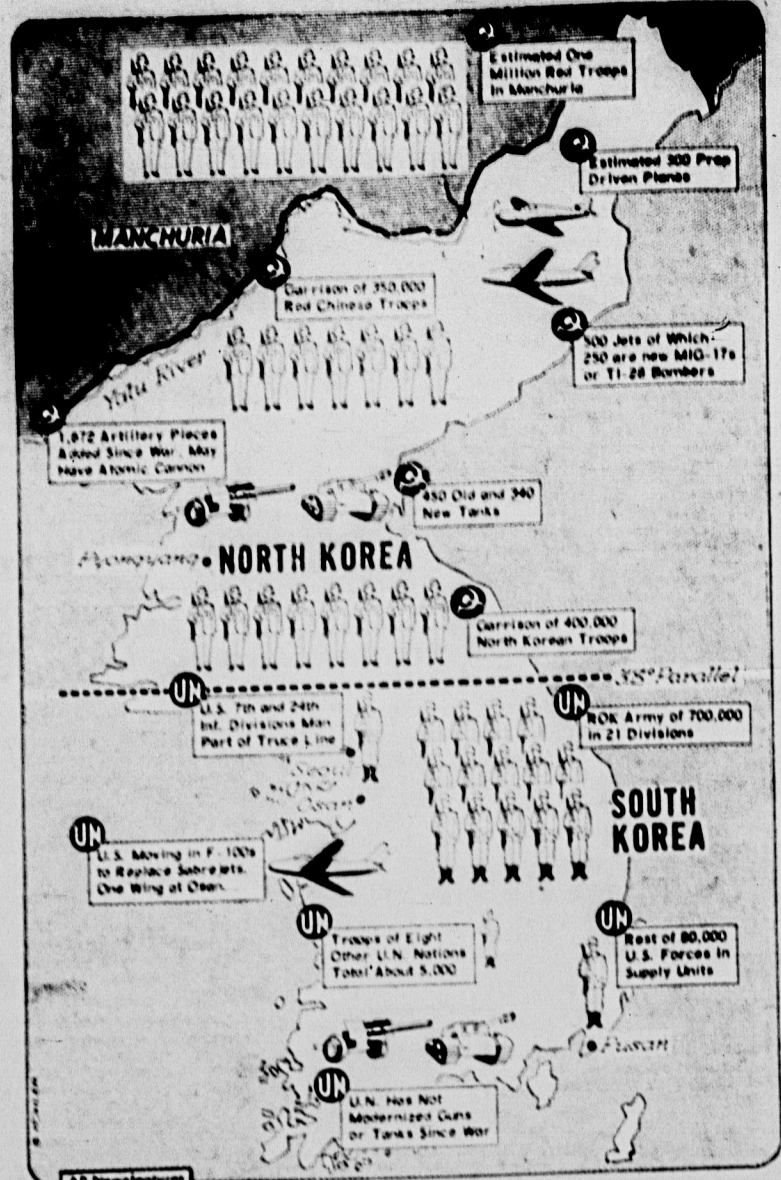 Estimated One
Million Red Troops
In Manchuria
Estimated 300 Prop
Driven Planes
MANCHURIA
Garrison of 350,000
Red Chinese Troops
500 Jets of Which
250 are new MIG-17s
or T1-28 Bombers
Yalu River
1,872 Artillery Pieces
Added Since War, May
Have Atomic Cannon
450 Old and 340
New Tanks
Pyongyang
NORTH KOREA
Garrison of 400,000
North Korean Troops
38° Parallel
UN
U.S. 7th and 24th
Inf. Divisions Man
Part of Truce Line
UN
ROK Army of 700,000
in 21 Divisions
Seoul
Osan
SOUTH
KOREA
UN
U.S. Moving in F-100s
to Replace Sabrejets.
One Wing at Osan.
UN
Troops of Eight
Other U.N. Nations
Total About 5,000
UN
Rest of 80,000
U.S. Forces in
Supply Units
Pusan
UN
U.N. Has Not
Modernized Guns
or Tanks Since War